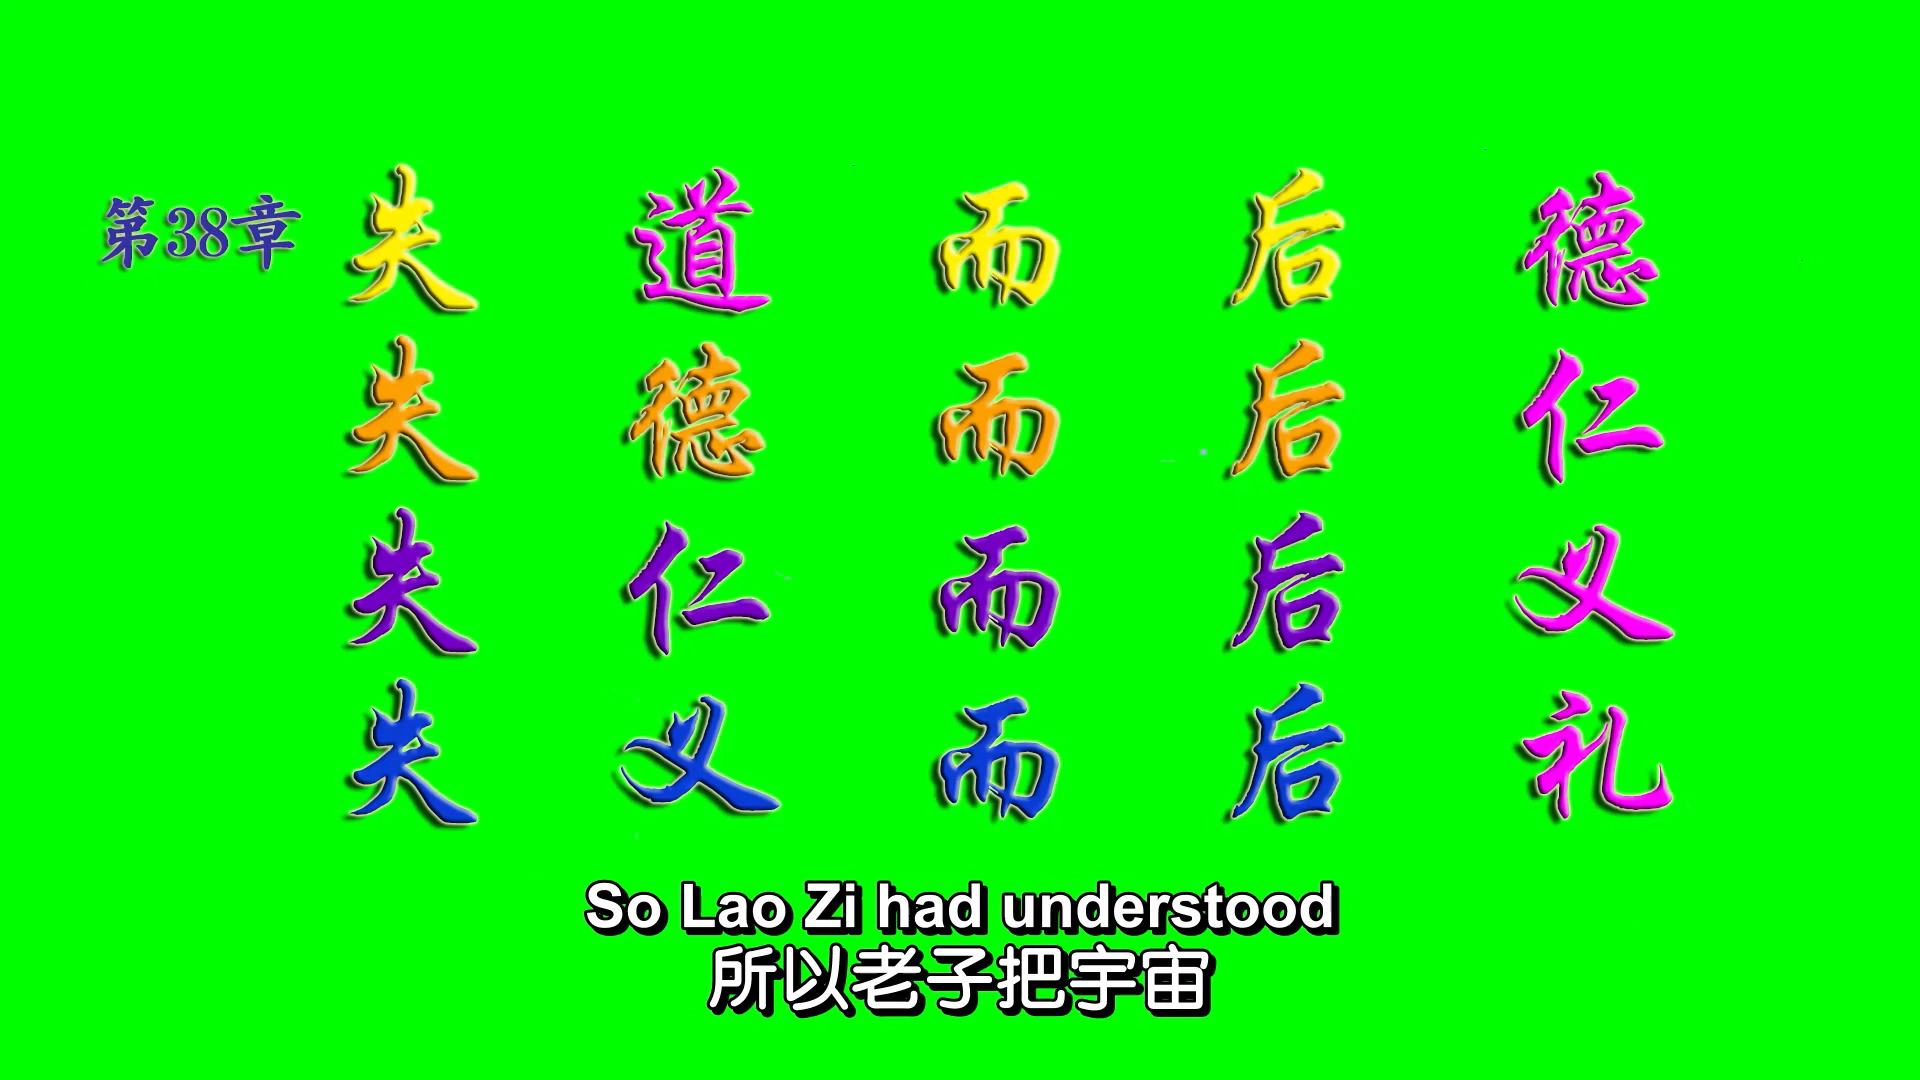 第38章 失道而后德
失德而后仁
失仁而后义
失义而后礼
So Lao Zi had understood
所以老子把宇宙